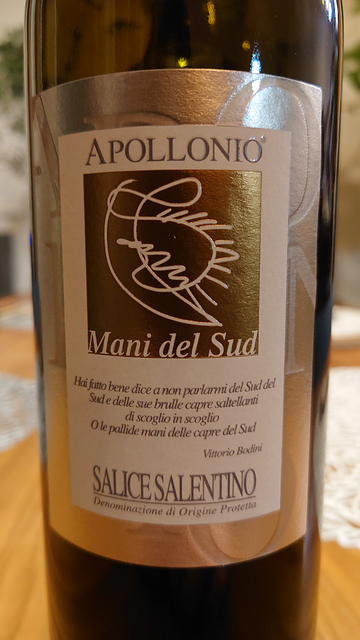 APOLLONIO®
Mani del Sud
Hai fatto bene dice a non parlarmi del Sud del
Sud e delle sue brulle capre saltellanti
di scoglio in scoglio
O le pallide mani delle capre del Sud
Vittorio Bodini
SALICE SALENTINO
Denominazione di Origine Protetta